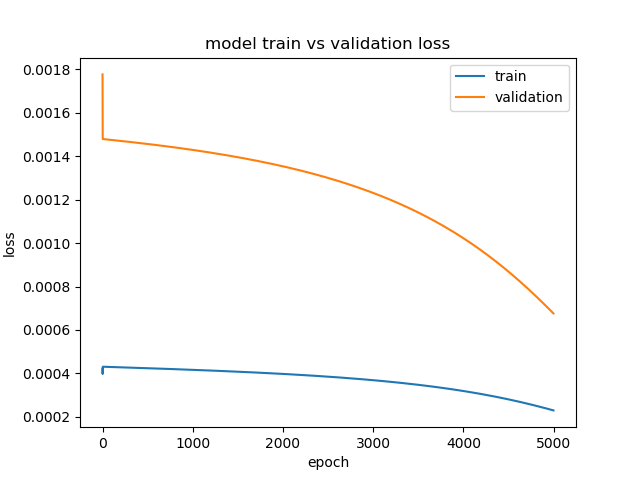 model train vs validation loss
train
validation
0.0018
0.0016
0.0014
0.0012
0.0010
0.0008
0.0006
0.0004
0.0002
loss
0 1000 2000 3000 4000 5000
epoch